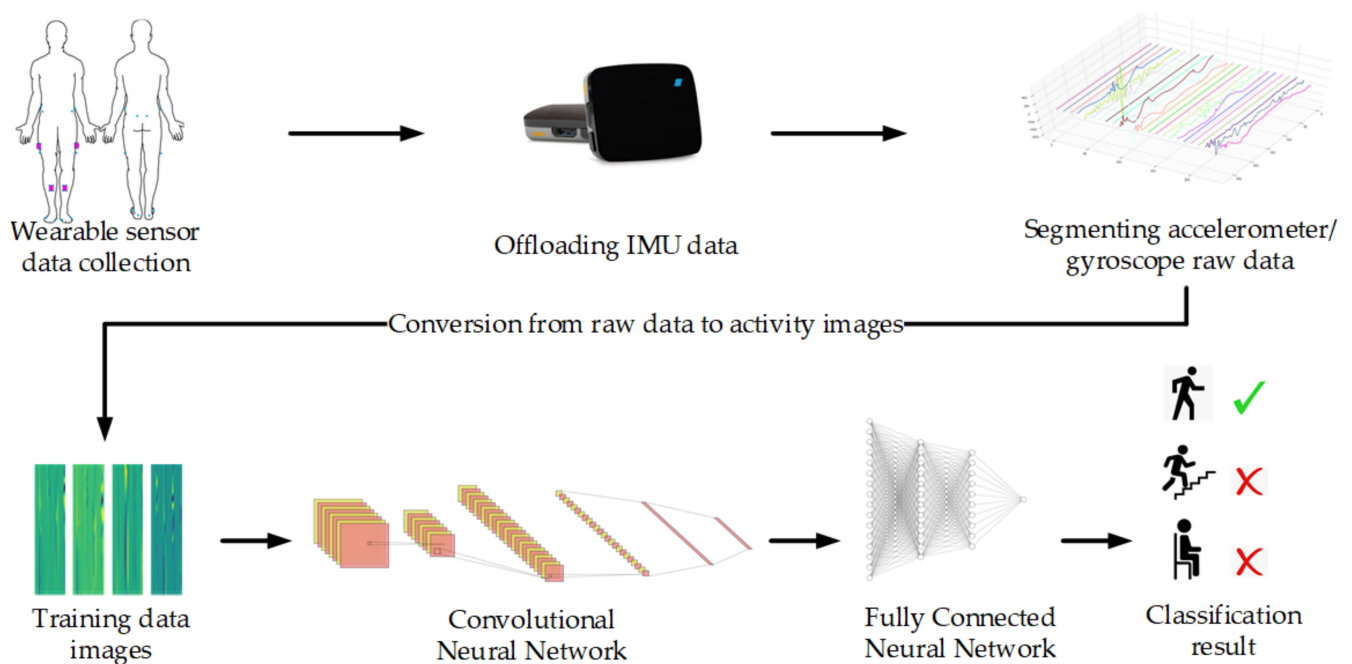 Wearable sensor
data collection
Offloading IMU data
Segmenting accelerometer/
gyroscope raw data
Conversion from raw data to activity images
Training data
images
Convolutional
Neural Network
Fully Connected
Neural Network
Classification
result